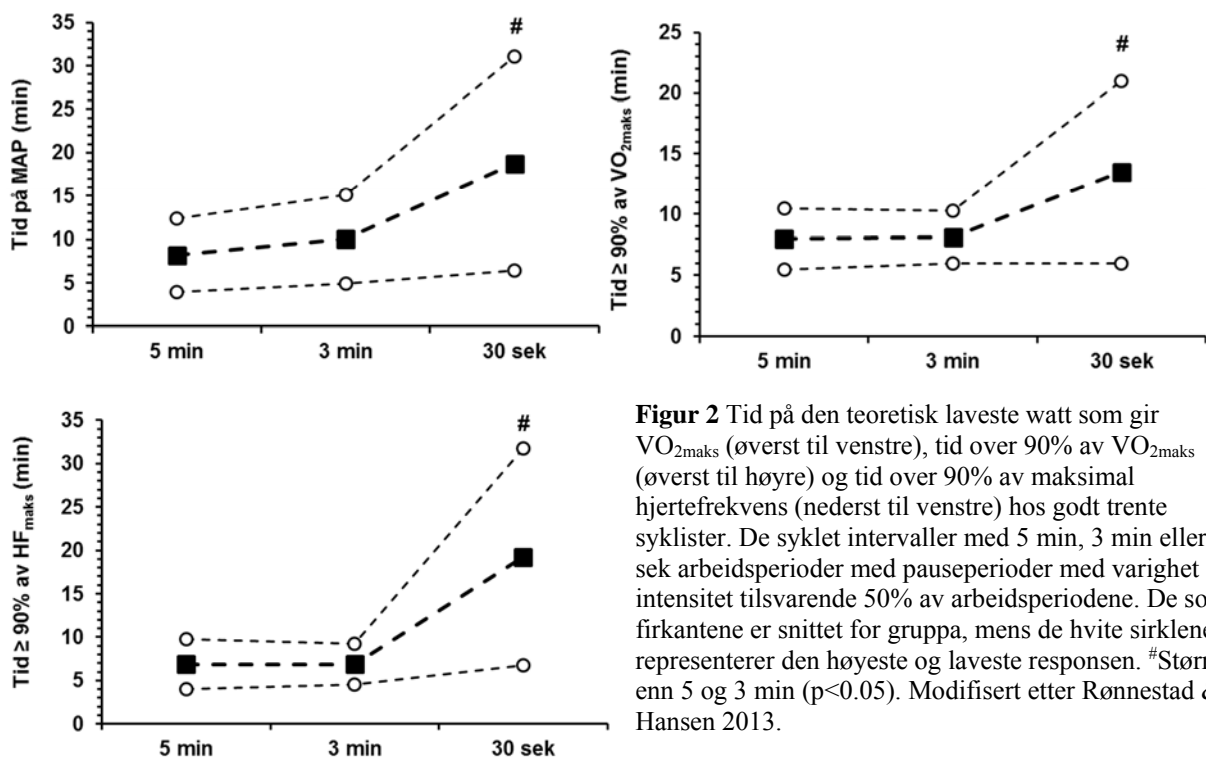 Tid på MAP (min)
35
30
25
20
15
10
5
0
#
5 min 3 min 30 sek
Tid ≥ 90% av VO2maks (min)
25
20
15
10
5
0
#
5 min 3 min 30 sek
Tid ≥ 90% av HFmaks (min)
35
30
25
20
15
10
5
0
#
5 min 3 min 30 sek
Figur 2 Tid på den teoretisk laveste watt som gir
VO2maks (øverst til venstre), tid over 90% av VO2maks
(øverst til høyre) og tid over 90% av maksimal
hjertefrekvens (nederst til venstre) hos godt trente
syklister. De syklet intervaller med 5 min, 3 min eller
sek arbeidsperioder med pauseperioder med varighet
intensitet tilsvarende 50% av arbeidsperiodene. De so
firkantene er snittet for gruppa, mens de hvite sirklene
representerer den høyeste og laveste responsen. #Størr
enn 5 og 3 min (p<0.05). Modifisert etter Rønnestad &
Hansen 2013.